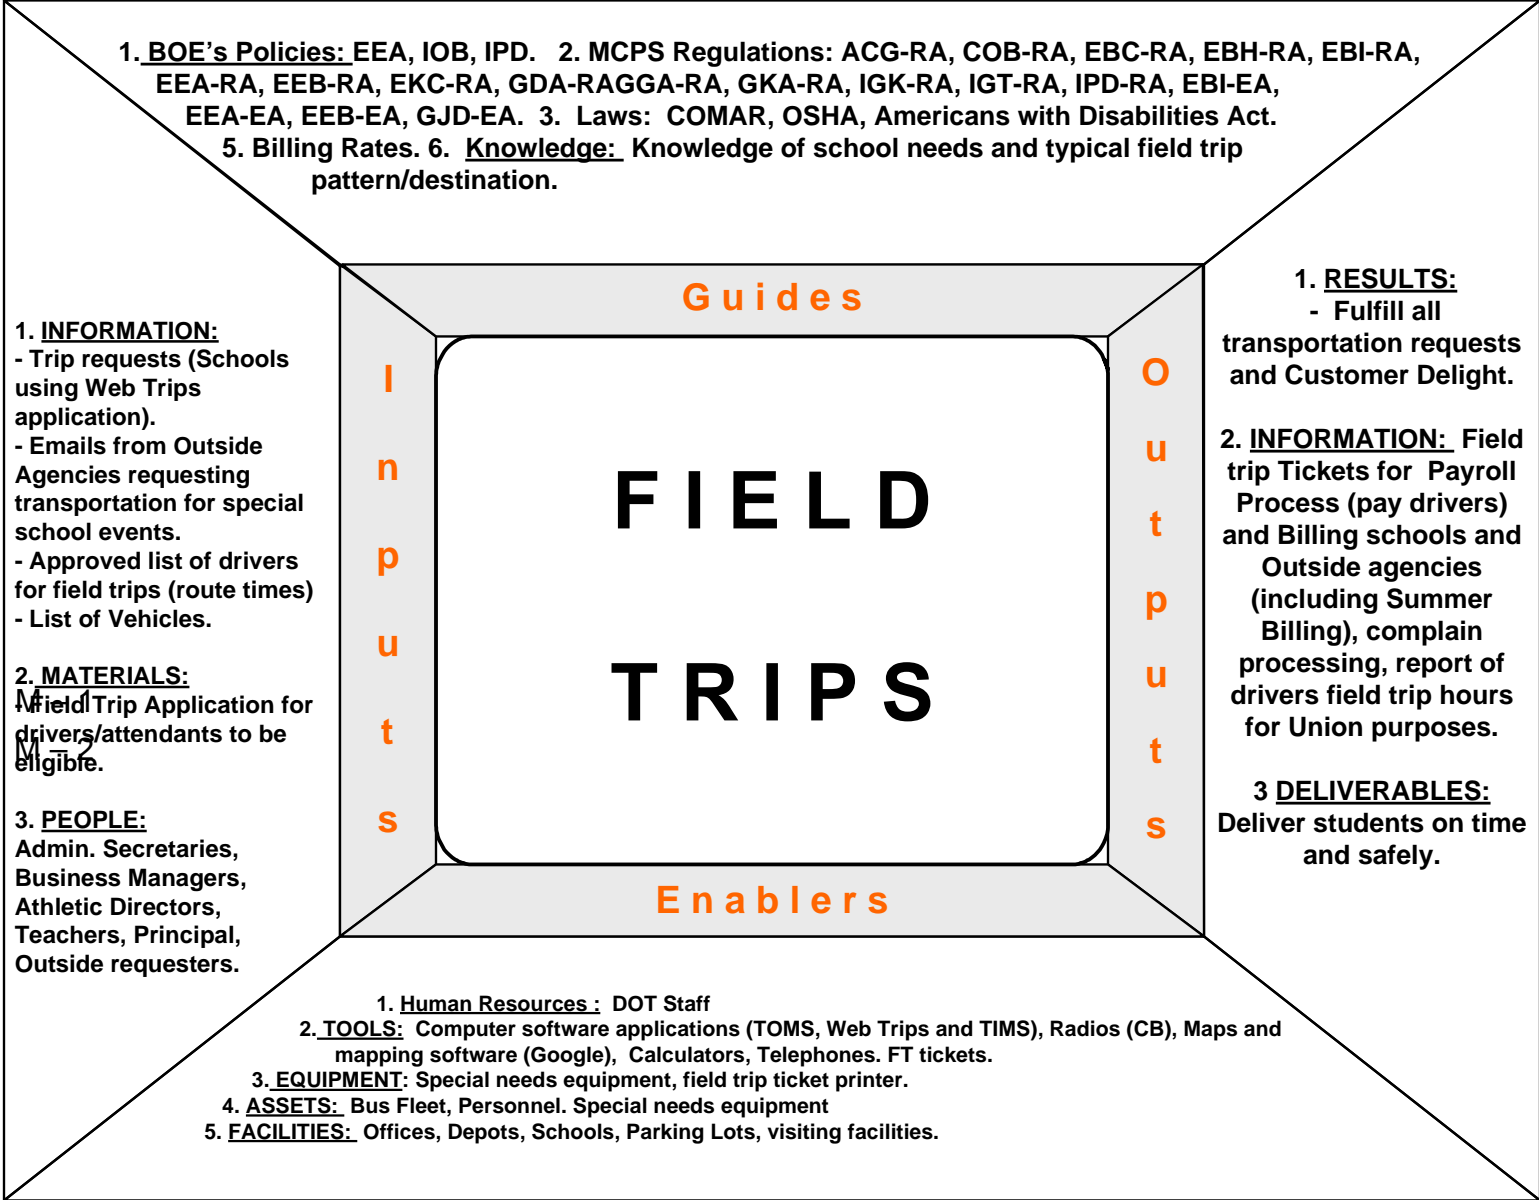 1. BOE's Policies: EEA, IOB, IPD.   2. MCPS Regulations: ACG-RA, COB-RA, EBC-RA, EBH-RA, EBI-RA,
EEA-RA, EEB-RA, EKC-RA, GDA-RAGGA-RA, GKA-RA, IGK-RA, IGT-RA, IPD-RA, EBI-EA,
EEA-EA, EEB-EA, GJD-EA.  3.  Laws:  COMAR, OSHA, Americans with Disabilities Act.
5. Billing Rates. 6.  Knowledge:  Knowledge of school needs and typical field trip
pattern/destination.
Guides
1. INFORMATION:
- Trip requests (Schools
using Web Trips
application).
- Emails from Outside
Agencies requesting
transportation for special
school events.
- Approved list of drivers
for field trips (route times)
- List of Vehicles.
2. MATERIALS:
- Field Trip Application for
drivers/attendants to be
eligible.
M – 1
M – 2
3. PEOPLE:
Admin. Secretaries,
Business Managers,
Athletic Directors,
Teachers, Principal,
Outside requesters.
Inputs
FIELD
TRIPS
Outputs
1. RESULTS:
-  Fulfill all
transportation requests
and Customer Delight.
2. INFORMATION:  Field
trip Tickets for  Payroll
Process (pay drivers)
and Billing schools and
Outside agencies
(including Summer
Billing), complain
processing, report of
drivers field trip hours
for Union purposes.
3 DELIVERABLES:
Deliver students on time
and safely.
Enablers
1. Human Resources :  DOT Staff
2. TOOLS:  Computer software applications (TOMS, Web Trips and TIMS), Radios (CB), Maps and
mapping software (Google),  Calculators, Telephones. FT tickets.
3. EQUIPMENT: Special needs equipment, field trip ticket printer.
4. ASSETS:  Bus Fleet, Personnel. Special needs equipment
5. FACILITIES:  Offices, Depots, Schools, Parking Lots, visiting facilities.